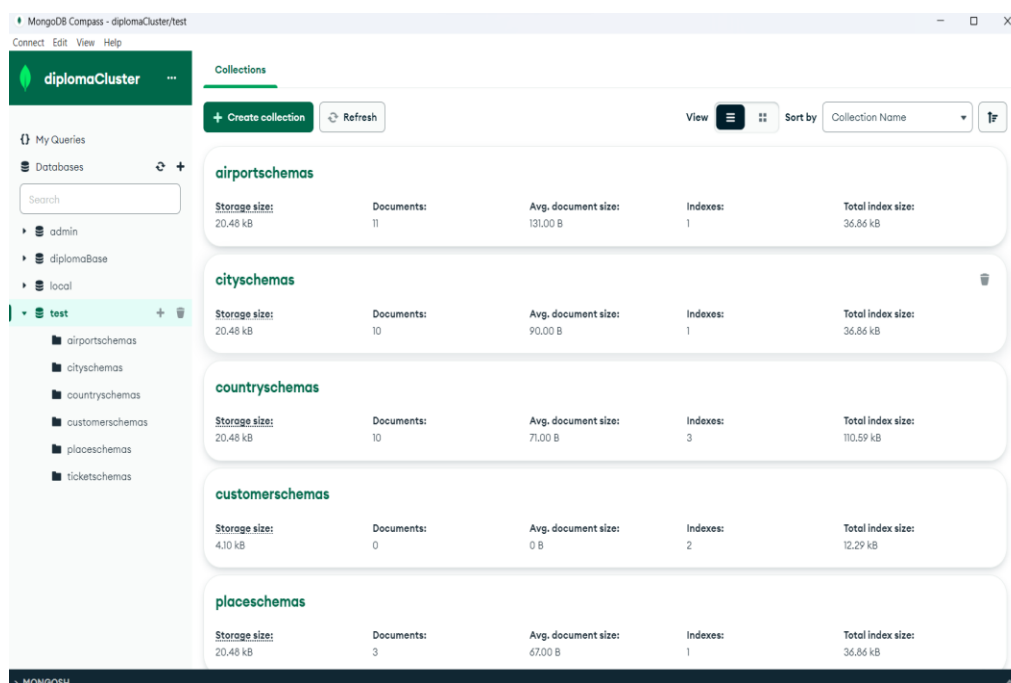 MongoDB Compass - diplomaCluster/test
Connect Edit View Help
diplomaCluster ...
Collections
+ Create collection Refresh View Sort by Collection Name
{} My Queries
Databases
Search
admin
diplomaBase
local
test
airportschemas
cityschemas
countryschemas
customerschemas
placeschemas
ticketschemas
airportschemas
Storage size: Documents: Avg. document size: Indexes: Total index size:
20.48 kB 11 131.00 B 1 36.86 kB
cityschemas
Storage size: Documents: Avg. document size: Indexes: Total index size:
20.48 kB 10 90.00 B 1 36.86 kB
countryschemas
Storage size: Documents: Avg. document size: Indexes: Total index size:
20.48 kB 10 71.00 B 3 110.59 kB
customerschemas
Storage size: Documents: Avg. document size: Indexes: Total index size:
4.10 kB 0 0 B 2 12.29 kB
placeschemas
Storage size: Documents: Avg. document size: Indexes: Total index size:
20.48 kB 3 67.00 B 1 36.86 kB
>MONGOSH